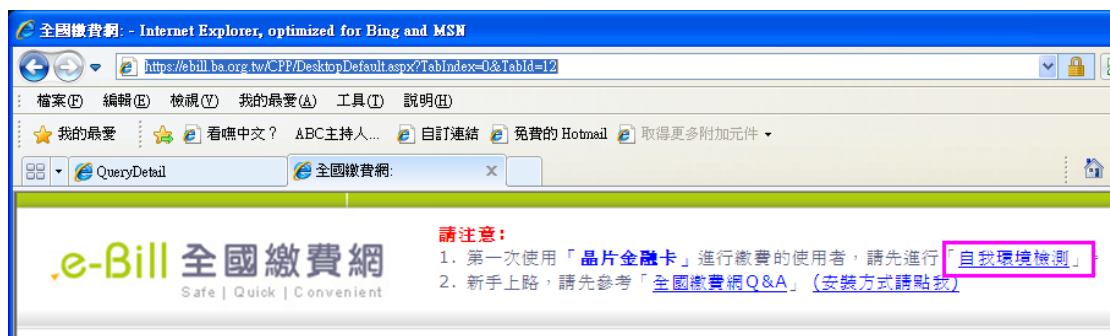 全國繳費網: - Internet Explorer, optimized for Bing and MSN
https://ebill.ba.org.tw/CPP/DesktopDefault.aspx?TabIndex=0&TabId=12
檔案(F) 編輯(E) 檢視(V) 我的最愛(A) 工具(T) 說明(H)
我的最愛 看嘸中文? ABC主持人... 自訂連結 免費的 Hotmail 取得更多附加元件
QueryDetail 全國繳費網: x
請注意:
e-Bill 全國繳費網
Safe | Quick | Convenient
1. 第一次使用「晶片金融卡」進行繳費的使用者,請先進行「自我環境檢測」。
2. 新手上路,請先參考「全國繳費網Q&A」 (安裝方式請點我)